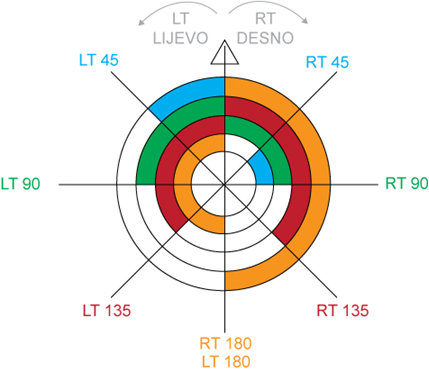 LT
LIJEVO
RT
DESNO
LT 45
RT 45
LT 90
RT 90
LT 135
RT 135
RT 180
LT 180